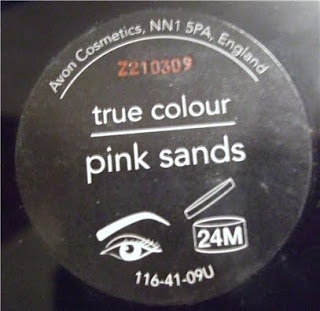 Avon Cosmetics, NN1 5PA, England
Z210309
true colour
pink sands
24M
116-41-09U